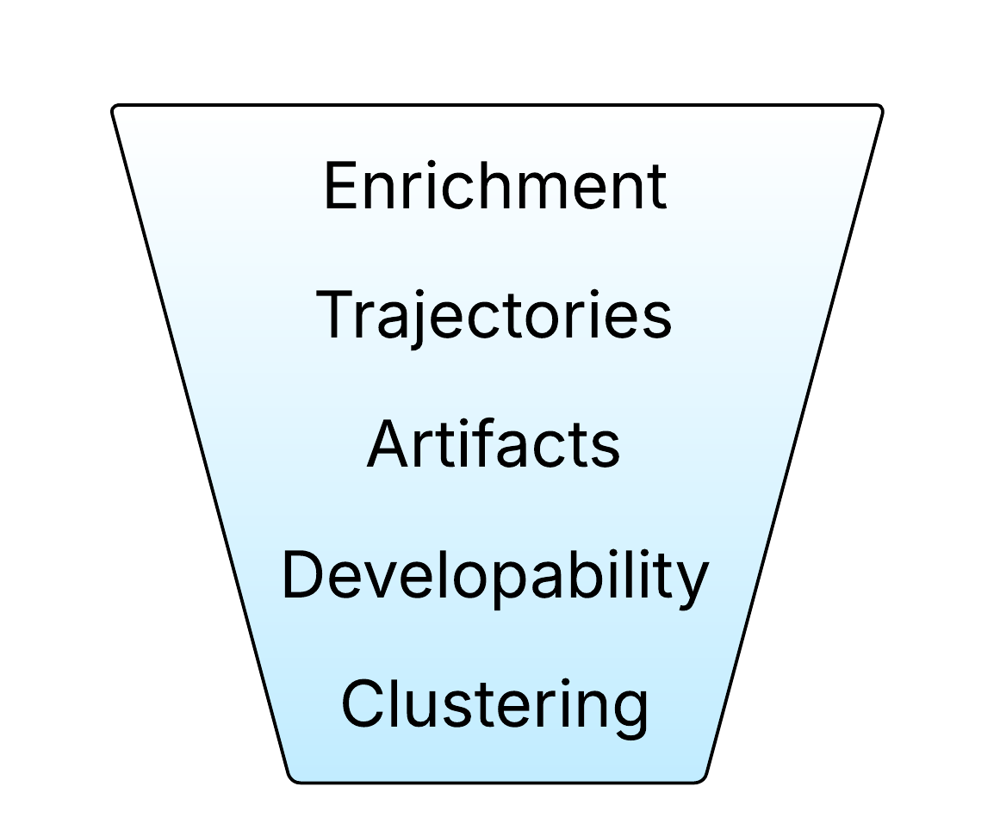 Enrichment
Trajectories
Artifacts
Developability
Clustering